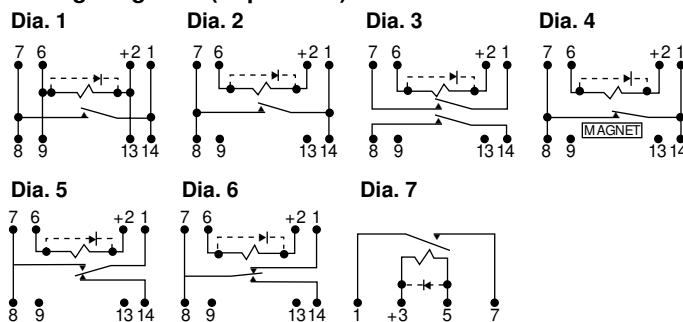 Dia. 1 Dia. 2 Dia. 3 Dia. 4
7 6 +2 1 7 6 +2 1 7 6 +2 1 7 6 +2 1
MAGNET
8 9 13 14 8 9 13 14 8 9 13 14 8 9 13 14
Dia. 5 Dia. 6 Dia. 7
7 6 +2 1 7 6 +2 1
8 9 13 14 8 9 13 14 1 +3 5 7